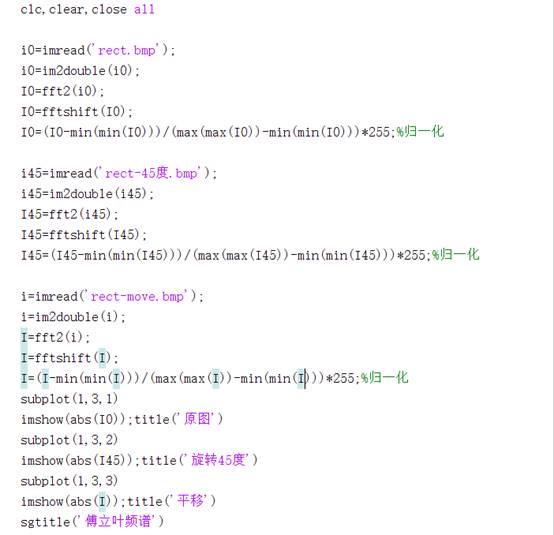 clc,clear,close all
i0=imread('rect.bmp');
i0=im2double(i0);
I0=fft2(i0);
I0=fftshift(I0);
I0=(I0-min(min(I0)))/(max(max(I0))-min(min(I0)))*255;%归一化
i45=imread('rect-45度.bmp');
i45=im2double(i45);
I45=fft2(i45);
I45=fftshift(I45);
I45=(I45-min(min(I45)))/(max(max(I45))-min(min(I45)))*255;%归一化
i=imread('rect-move.bmp');
i=im2double(i);
I=fft2(i);
I=fftshift(I);
I=(I-min(min(I)))/(max(max(I))-min(min(I)))*255;%归一化
subplot(1,3,1)
imshow(abs(I0));title('原图')
subplot(1,3,2)
imshow(abs(I45));title('旋转45度')
subplot(1,3,3)
imshow(abs(I));title('平移')
sgtitle('傅立叶频谱')